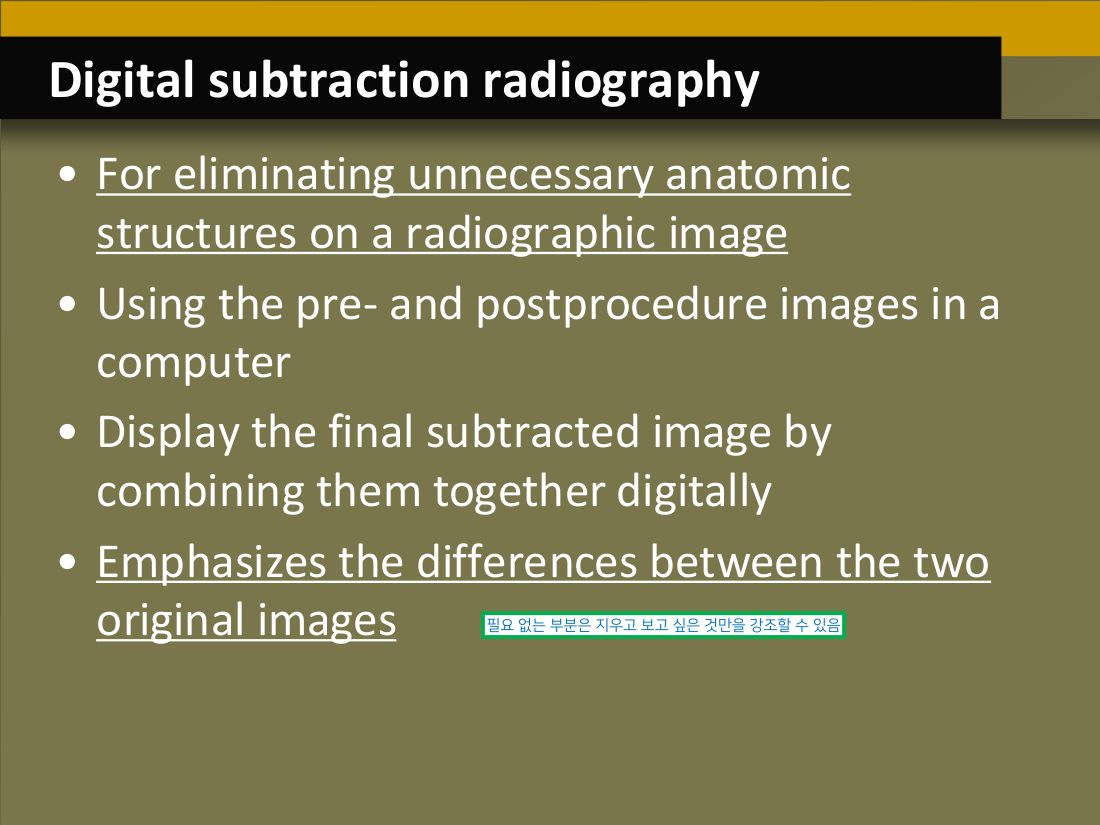 Digital subtraction radiography
• For eliminating unnecessary anatomic
structures on a radiographic image
• Using the pre- and postprocedure images in a
computer
• Display the final subtracted image by
combining them together digitally
• Emphasizes the differences between the two
original images
필요 없는 부분은 지우고 보고 싶은 것만을 강조할 수 있음